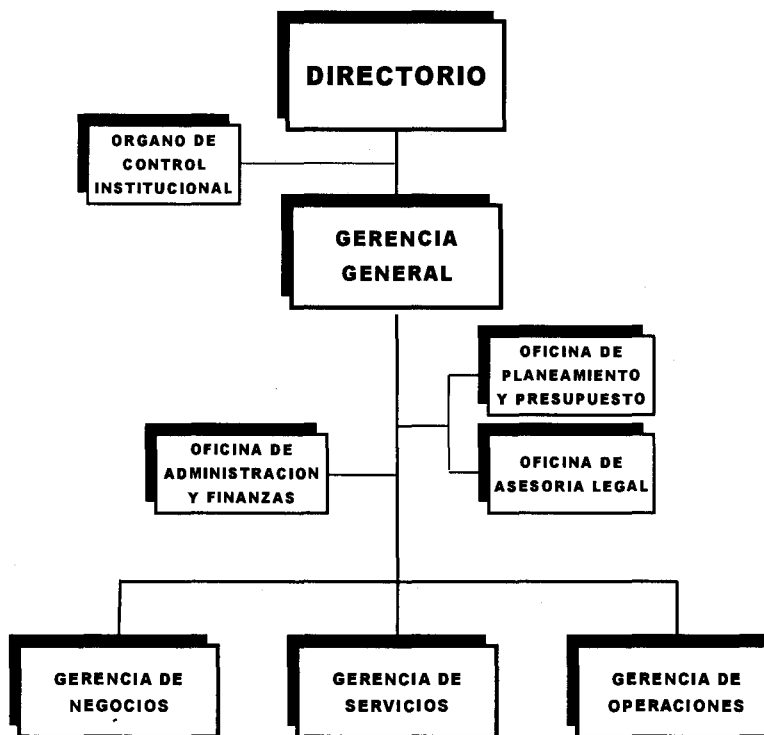 DIRECTORIO
ORGANO DE
CONTROL
INSTITUCIONAL
GERENCIA
GENERAL
OFICINA DE
PLANEAMIENTO
Y PRESUPUESTO
OFICINA DE
ADMINISTRACION
Y FINANZAS
OFICINA DE
ASESORIA LEGAL
GERENCIA DE
NEGOCIOS
GERENCIA DE
SERVICIOS
GERENCIA DE
OPERACIONES